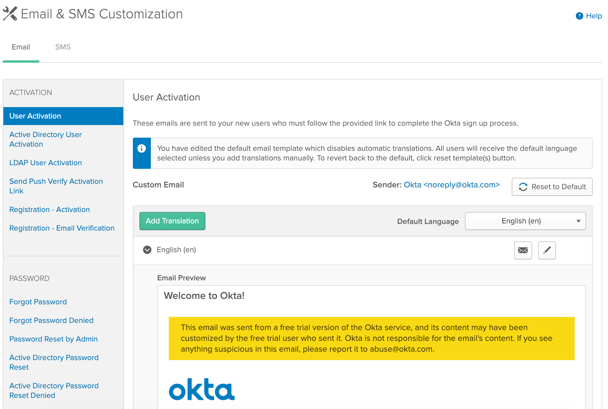 Email & SMS Customization
Help
Email
SMS
ACTIVATION
User Activation
Active Directory User
Activation
LDAP User Activation
Send Push Verify Activation
Link
Registration - Activation
Registration - Email Verification
PASSWORD
Forgot Password
Forgot Password Denied
Password Reset by Admin
Active Directory Password
Reset
Active Directory Password
Reset Denied
User Activation
These emails are sent to your new users who must follow the provided link to complete the Okta sign up process.
You have edited the default email template which disables automatic translations. All users will receive the default language
selected unless you add translations manually. To revert back to the default, click reset template(s) button.
Custom Email
Sender: Okta <noreply@okta.com>
Reset to Default
Add Translation
Default Language
English (en)
English (en)
Email Preview
Welcome to Okta!
This email was sent from a free trial version of the Okta service, and its content may have been
customized by the free trial user who sent it. Okta is not responsible for the email's content. If you see
anything suspicious in this email, please report it to abuse@okta.com.
okta